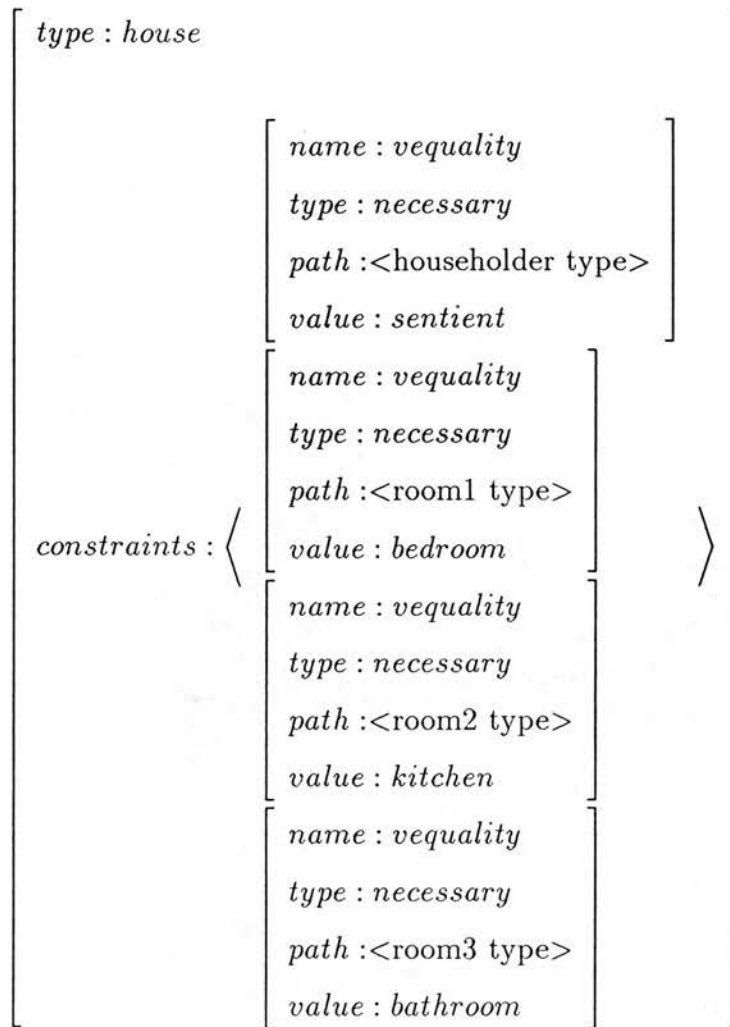 type : house
name : vequality
type : necessary
path :<householder type>
value : sentient
name : vequality
type : necessary
path :<room1 type>
value : bedroom
constraints : ⟨ ⟩
name : vequality
type : necessary
path :<room2 type>
value : kitchen
name : vequality
type : necessary
path :<room3 type>
value : bathroom